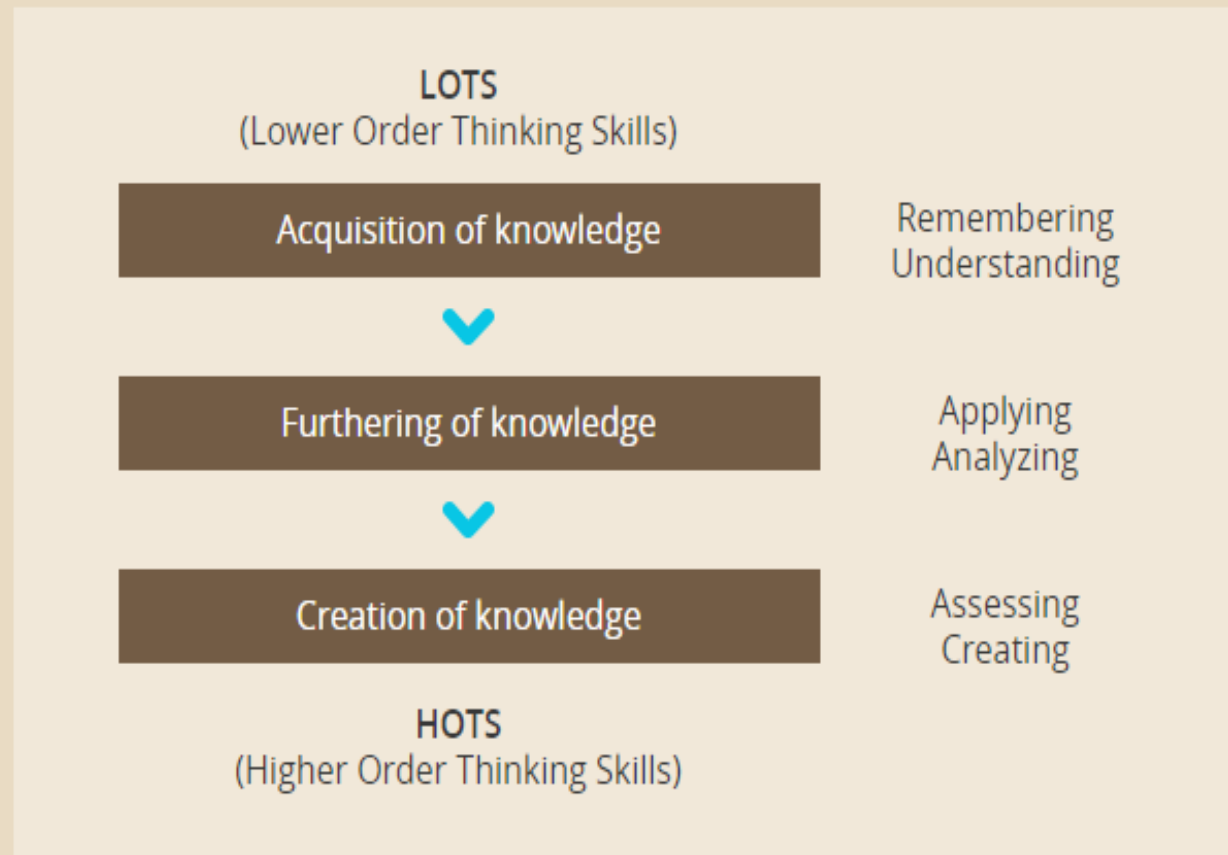 LOTS
(Lower Order Thinking Skills)
Acquisition of knowledge
Remembering
Understanding
Furthering of knowledge
Applying
Analyzing
Creation of knowledge
Assessing
Creating
HOTS
(Higher Order Thinking Skills)